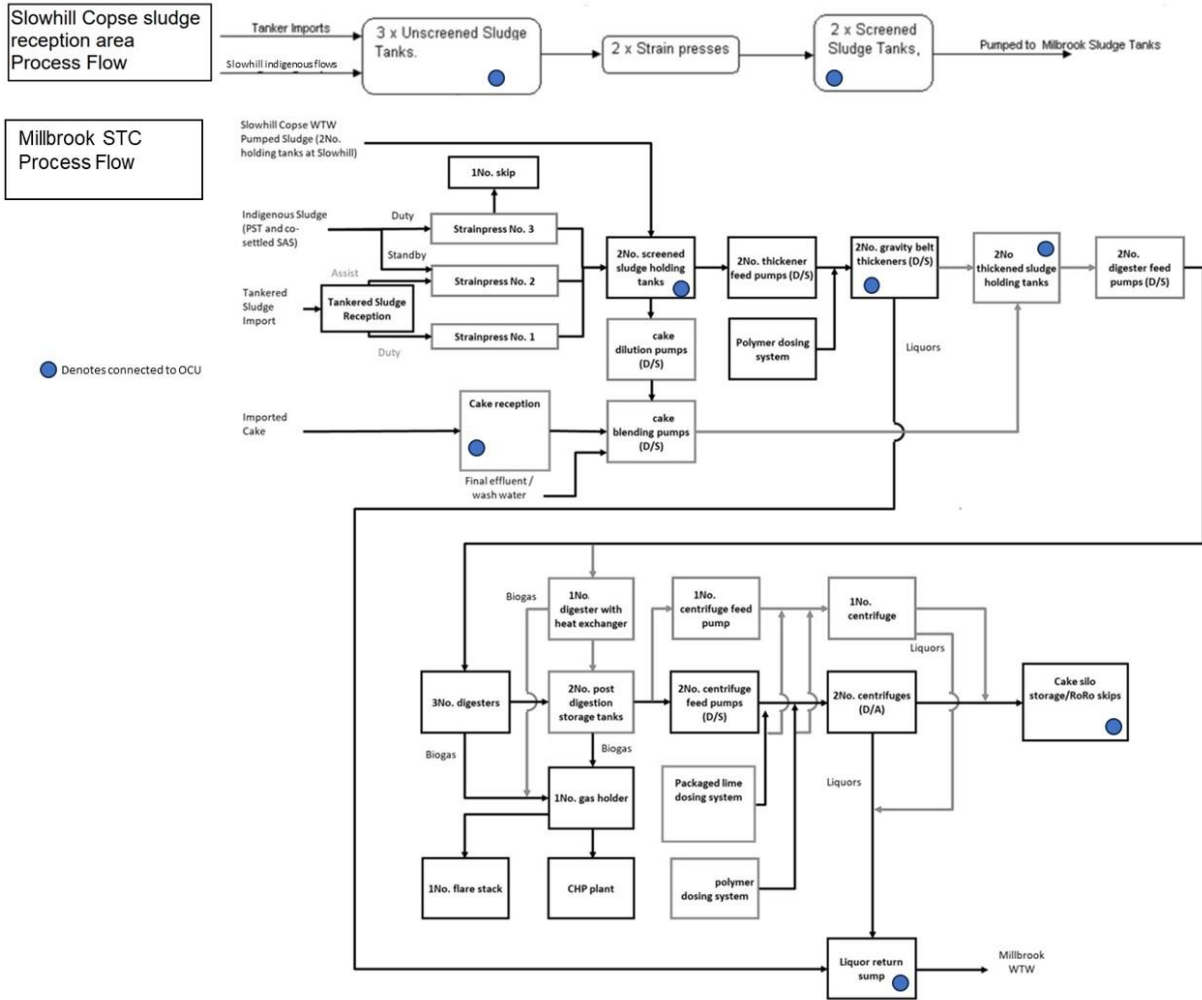 Slowhill Copse sludge
reception area
Process Flow
Tanker Imports
Slowhill indigenous flows
3 x Unscreened Sludge
Tanks.
2 x Strain presses
2 x Screened
Sludge Tanks,
Pumped to Milbrook Sludge Tanks
Millbrook STC
Process Flow
Slowhill Copse WTW
Pumped Sludge (2No.
holding tanks at Slowhill)
1No. skip
Indigenous Sludge
(PST and co-
settled SAS)
Duty
Standby
Strainpress No. 3
Assist
Strainpress No. 2
Tankered
Sludge
Import
Tankered Sludge
Reception
Strainpress No. 1
Duty
2No. screened
sludge holding
tanks
2No. thickener
feed pumps (D/S)
2No. gravity belt
thickeners (D/S)
2No
thickened sludge
holding tanks
2No.
digester feed
pumps (D/S)
cake
dilution pumps
(D/S)
Polymer dosing
system
Liquors
Denotes connected to OCU
Imported
Cake
Cake reception
cake
blending pumps
(D/S)
Final effluent /
wash water
Biogas
1No.
digester with
heat exchanger
1No.
centrifuge feed
pump
1No.
centrifuge
Liquors
3No. digesters
2No. post
digestion
storage tanks
2No. centrifuge
feed pumps (D/S)
2No. centrifuges
(D/A)
Cake silo
storage/RoRo skips
Biogas
Biogas
1No. gas holder
Packaged lime
dosing system
Liquors
1No. flare stack
CHP plant
polymer
dosing system
Liquor return
sump
Millbrook
WTW